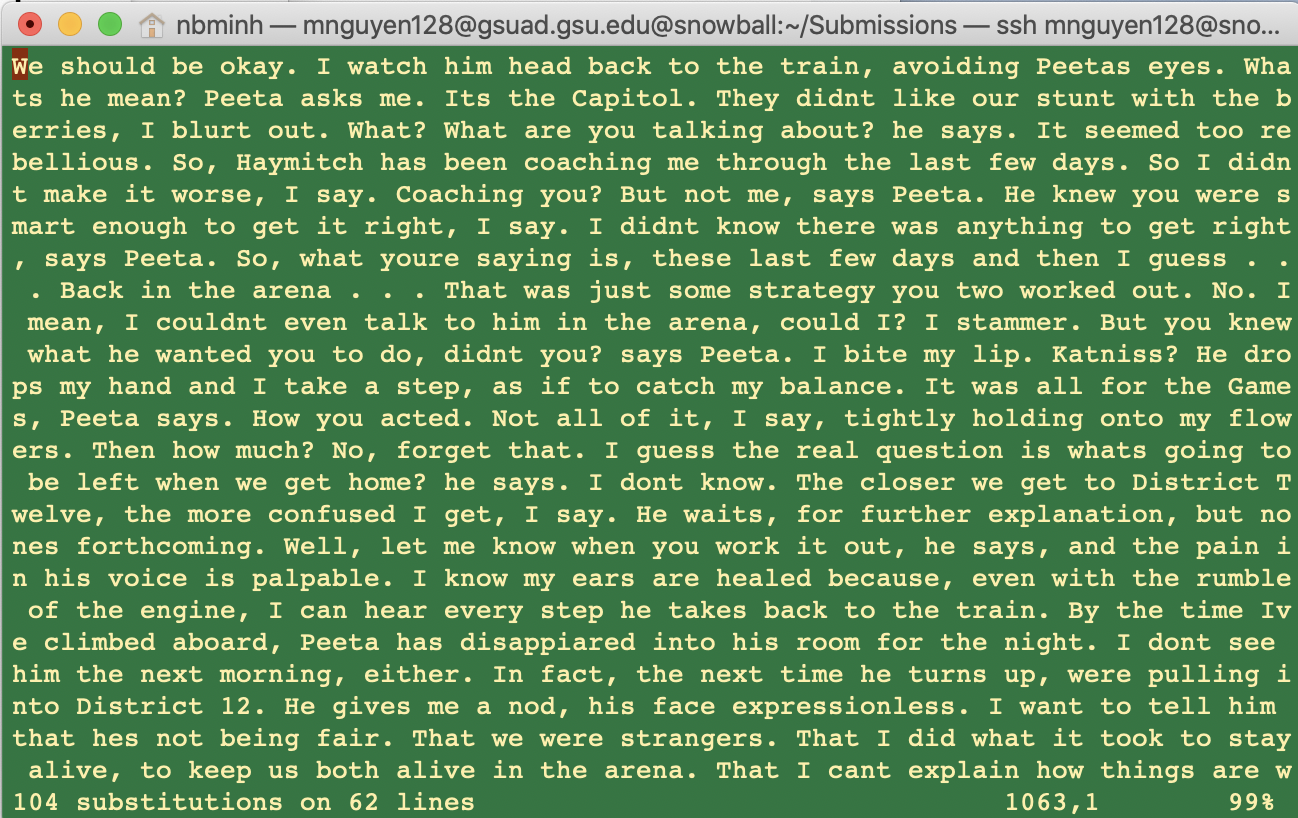 nbminh — mnguyen128@gsuad.gsu.edu@snowball:~/Submissions — ssh mnguyen128@sno...
We should be okay. I watch him head back to the train, avoiding Peetas eyes. Wha
ts he mean? Peeta asks me. Its the Capitol. They didnt like our stunt with the b
erries, I blurt out. What? What are you talking about? he says. It seemed too re
bellious. So, Haymitch has been coaching me through the last few days. So I didn
t make it worse, I say. Coaching you? But not me, says Peeta. He knew you were s
mart enough to get it right, I say. I didnt know there was anything to get right
, says Peeta. So, what youre saying is, these last few days and then I guess . .
 . Back in the arena . . . That was just some strategy you two worked out. No. I
 mean, I couldnt even talk to him in the arena, could I? I stammer. But you knew
 what he wanted you to do, didnt you? says Peeta. I bite my lip. Katniss? He dro
ps my hand and I take a step, as if to catch my balance. It was all for the Game
s, Peeta says. How you acted. Not all of it, I say, tightly holding onto my flow
ers. Then how much? No, forget that. I guess the real question is whats going to
 be left when we get home? he says. I dont know. The closer we get to District T
welve, the more confused I get, I say. He waits, for further explanation, but no
nes forthcoming. Well, let me know when you work it out, he says, and the pain i
n his voice is palpable. I know my ears are healed because, even with the rumble
 of the engine, I can hear every step he takes back to the train. By the time Iv
e climbed aboard, Peeta has disappiared into his room for the night. I dont see
him the next morning, either. In fact, the next time he turns up, were pulling i
nto District 12. He gives me a nod, his face expressionless. I want to tell him
that hes not being fair. That we were strangers. That I did what it took to stay
 alive, to keep us both alive in the arena. That I cant explain how things are w
104 substitutions on 62 lines 1063,1 99%